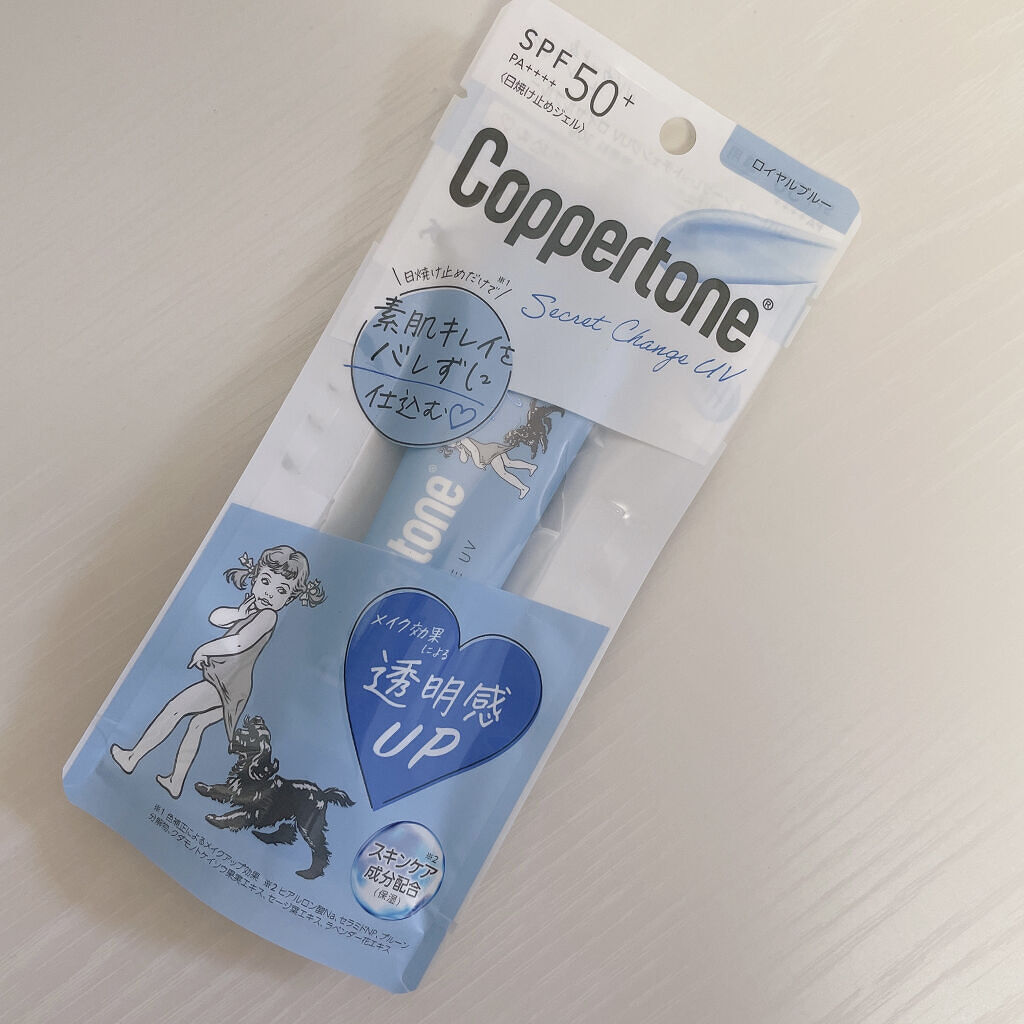 SPF50+
PA++++
〈日焼け止めジェル〉
ロイヤルブルー
Coppertone®
Secret Change UV
\日焼け止めだけで※1/
素肌キレイを
バレずに
仕込む♡
tone®
UV
メイク効果
による
透明感
UP
スキンケア※2
成分配合
(保湿)
※1 色補正によるメイクアップ効果 ※2 ヒアルロン酸Na、セラミドNP、プルーン
分解物、クダモノトケイソウ果実エキス、セージ葉エキス、ラベンダー花エキス